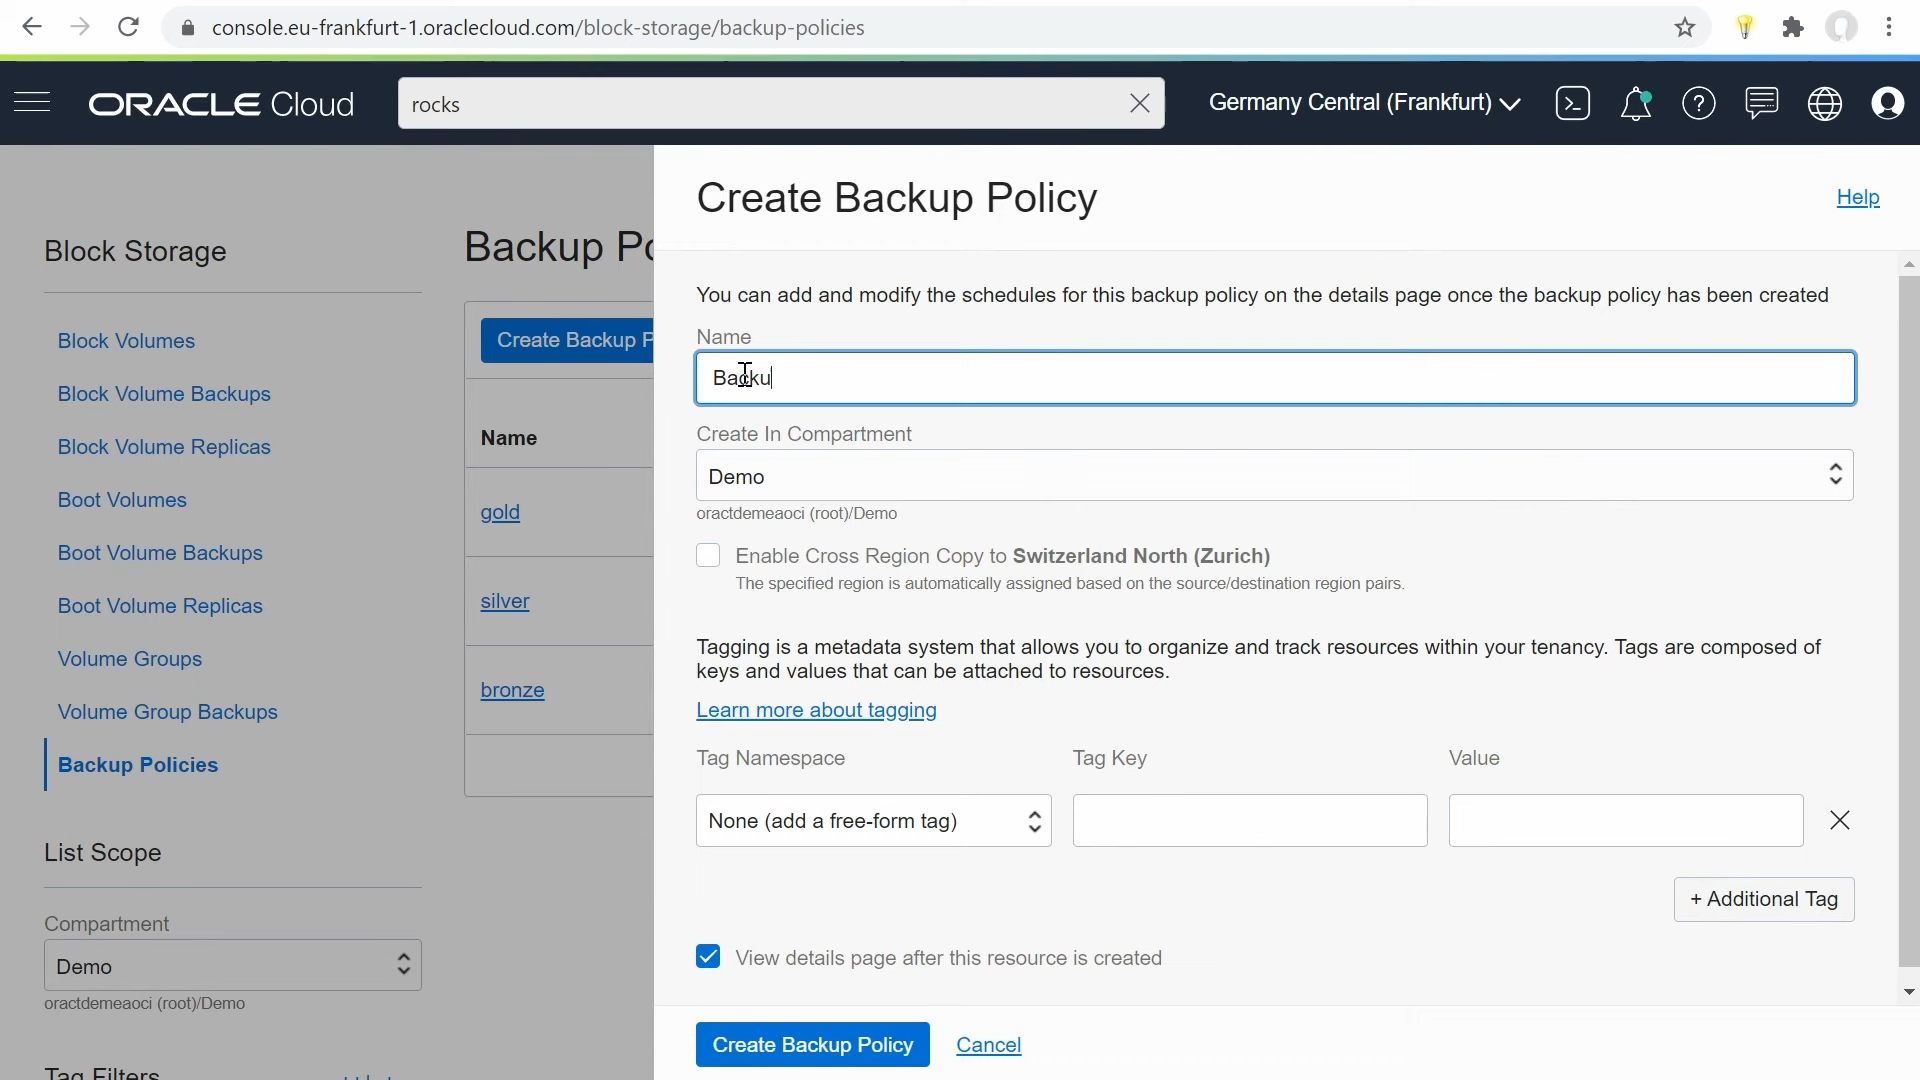 console.eu-frankfurt-1.oraclecloud.com/block-storage/backup-policies
ORACLE Cloud
rocks
Germany Central (Frankfurt)
Create Backup Policy
Help
Block Storage
Backup Po
You can add and modify the schedules for this backup policy on the details page once the backup policy has been created
Name
Backu
Block Volumes
Create Backup P
Block Volume Backups
Name
Create In Compartment
Demo
oractdemeaoci (root)/Demo
Block Volume Replicas
Boot Volumes
gold
Boot Volume Backups
Enable Cross Region Copy to Switzerland North (Zurich)
The specified region is automatically assigned based on the source/destination region pairs.
Boot Volume Replicas
silver
Tagging is a metadata system that allows you to organize and track resources within your tenancy. Tags are composed of
keys and values that can be attached to resources.
Volume Groups
bronze
Learn more about tagging
Volume Group Backups
Backup Policies
Tag Namespace
Tag Key
Value
None (add a free-form tag)
List Scope
+ Additional Tag
Compartment
Demo
oractdemeaoci (root)/Demo
View details page after this resource is created
Create Backup Policy
Cancel
Tag Filters